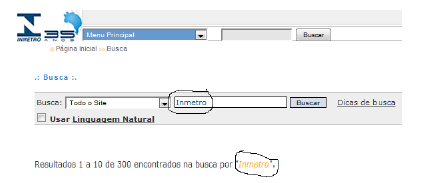 INMETRO 35 ANOS
Menu Principal Buscar
Página Inicial >> Busca
.: Busca :.
Busca: Todo o Site Inmetro Buscar Dicas de busca
Usar Linguagem Natural
Resultados 1 a 10 de 300 encontrados na busca por "Inmetro".